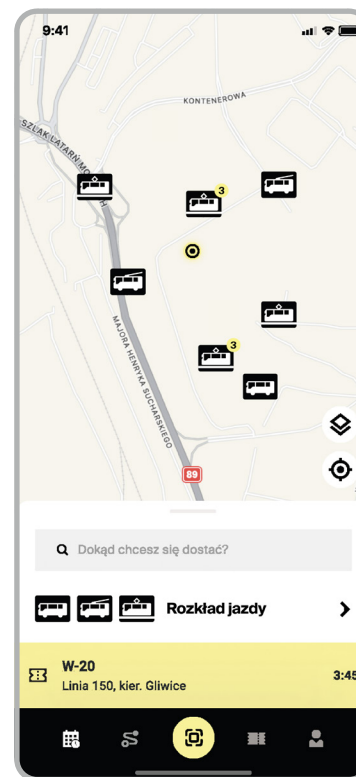 9:41
KONTENEROWA
SZLAK LATARŃ MO
3
MAJORA HENRYKA SUCHARSKIEGO
3
89
Dokąd chcesz się dostać?
Rozkład jazdy
W-20
3:45
Linia 150, kier. Gliwice